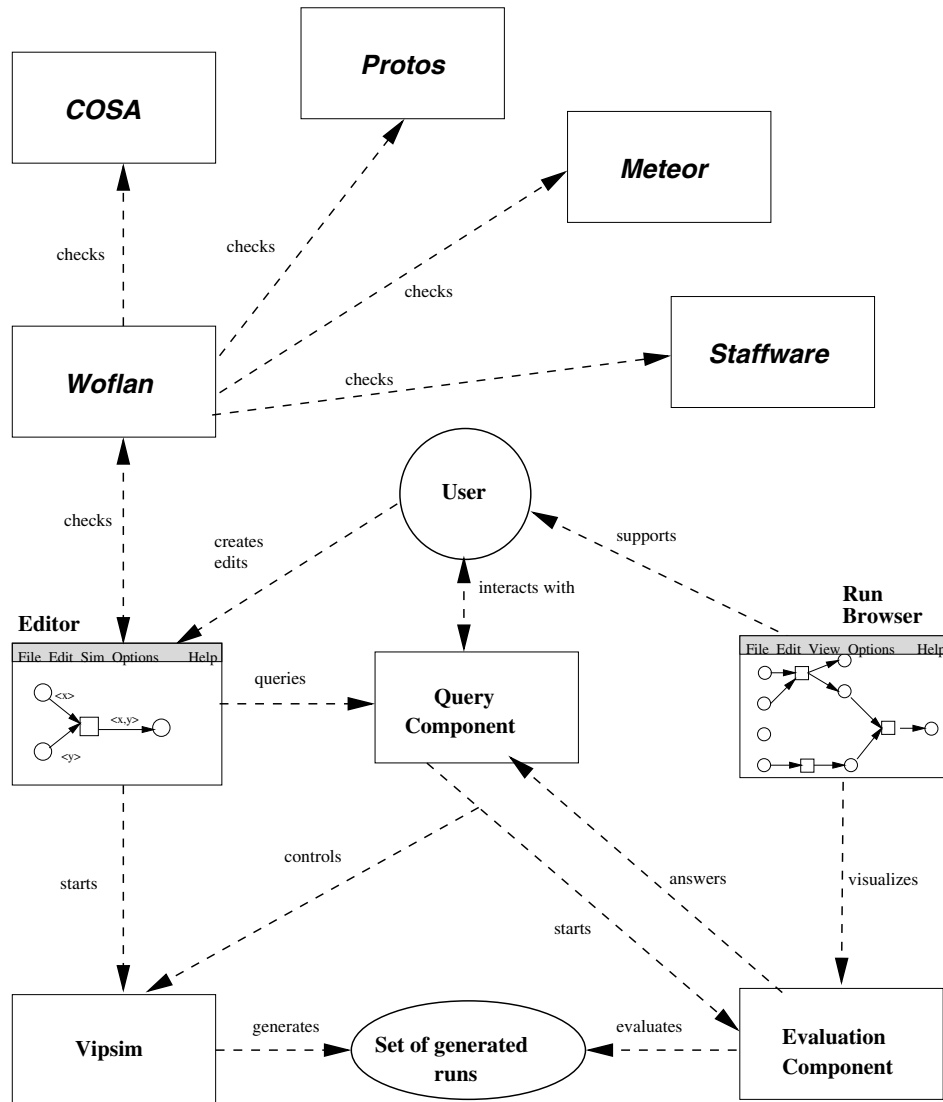 Protos
COSA
Meteor
checks
checks
checks
Staffware
Woflan
checks
User
checks
creates
edits
supports
interacts with
Run
Browser
Editor
File Edit Sim Options Help
File Edit View Options Help
<x>
queries
Query
Component
<x,y>
<y>
controls
answers
starts
visualizes
starts
generates
evaluates
Vipsim
Set of generated
runs
Evaluation
Component